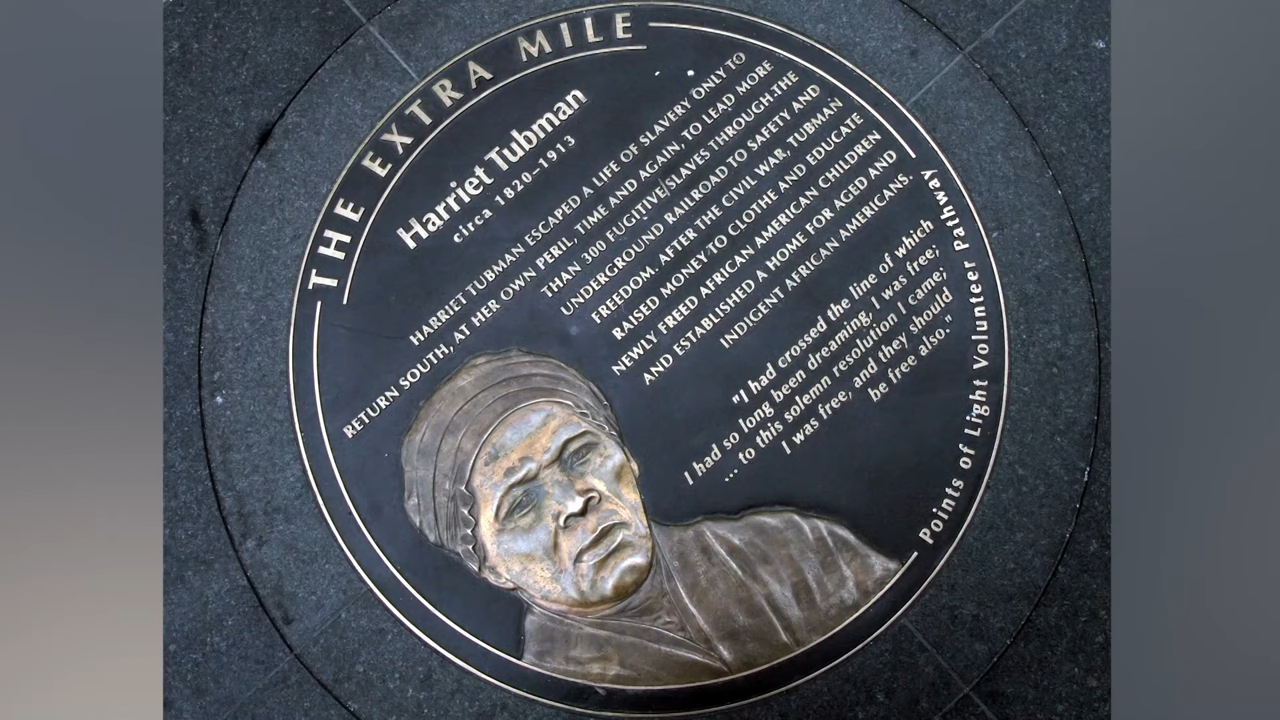 THE EXTRA MILE
Harriet Tubman
circa 1820–1913
HARRIET TUBMAN ESCAPED A LIFE OF SLAVERY ONLY TO
RETURN SOUTH, AT HER OWN PERIL, TIME AND AGAIN, TO LEAD MORE
THAN 300 FUGITIVE SLAVES THROUGH THE
UNDERGROUND RAILROAD TO SAFETY AND
FREEDOM. AFTER THE CIVIL WAR, TUBMAN
RAISED MONEY TO CLOTHE AND EDUCATE
NEWLY FREED AFRICAN AMERICAN CHILDREN
AND ESTABLISHED A HOME FOR AGED AND
INDIGENT AFRICAN AMERICANS.
"I had crossed the line of which
I had so long been dreaming, I was free;
... to this solemn resolution I came;
I was free, and they should
be free also."
Points of Light Volunteer Pathway